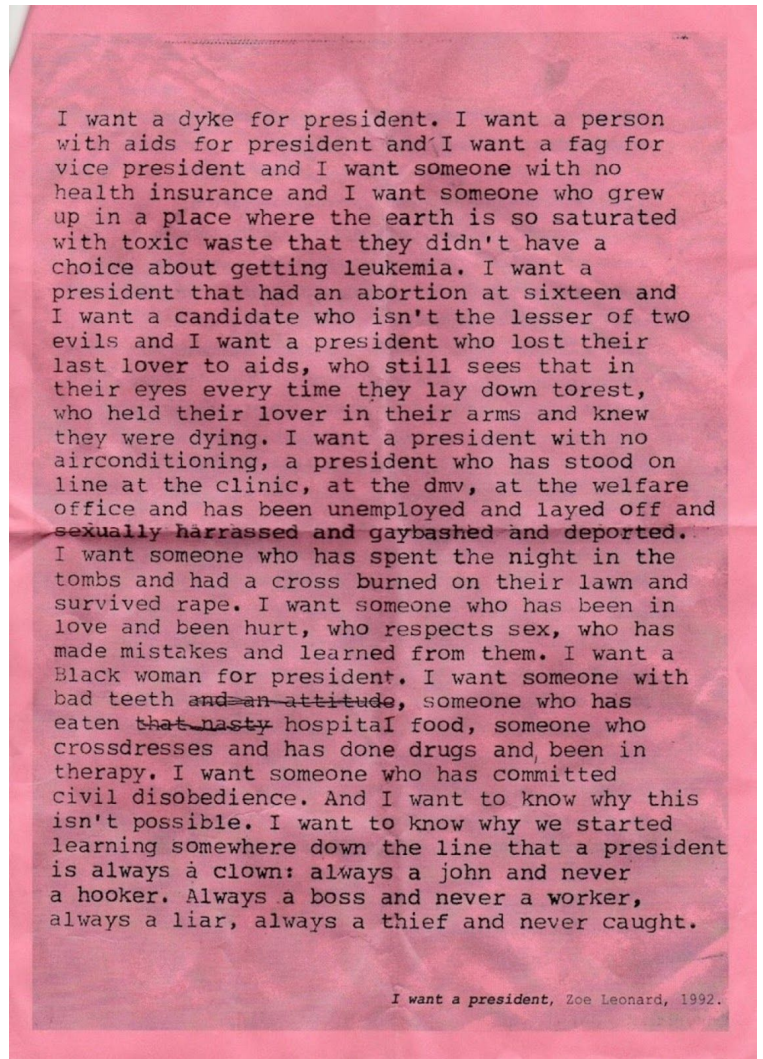 I want a dyke for president. I want a person
with aids for president and I want a fag for
vice president and I want someone with no
health insurance and I want someone who grew
up in a place where the earth is so saturated
with toxic waste that they didn't have a
choice about getting leukemia. I want a
president that had an abortion at sixteen and
I want a candidate who isn't the lesser of two
evils and I want a president who lost their
last lover to aids, who still sees that in
their eyes every time they lay down torest,
who held their lover in their arms and knew
they were dying. I want a president with no
airconditioning, a president who has stood on
line at the clinic, at the dmv, at the welfare
office and has been unemployed and layed off and
sexually harrassed and gaybashed and deported.
I want someone who has spent the night in the
tombs and had a cross burned on their lawn and
survived rape. I want someone who has been in
love and been hurt, who respects sex, who has
made mistakes and learned from them. I want a
Black woman for president. I want someone with
bad teeth and an attitude, someone who has
eaten that nasty hospital food, someone who
crossdresses and has done drugs and been in
therapy. I want someone who has committed
civil disobedience. And I want to know why this
isn't possible. I want to know why we started
learning somewhere down the line that a president
is always a clown: always a john and never
a hooker. Always a boss and never a worker,
always a liar, always a thief and never caught.
I want a president, Zoe Leonard, 1992.